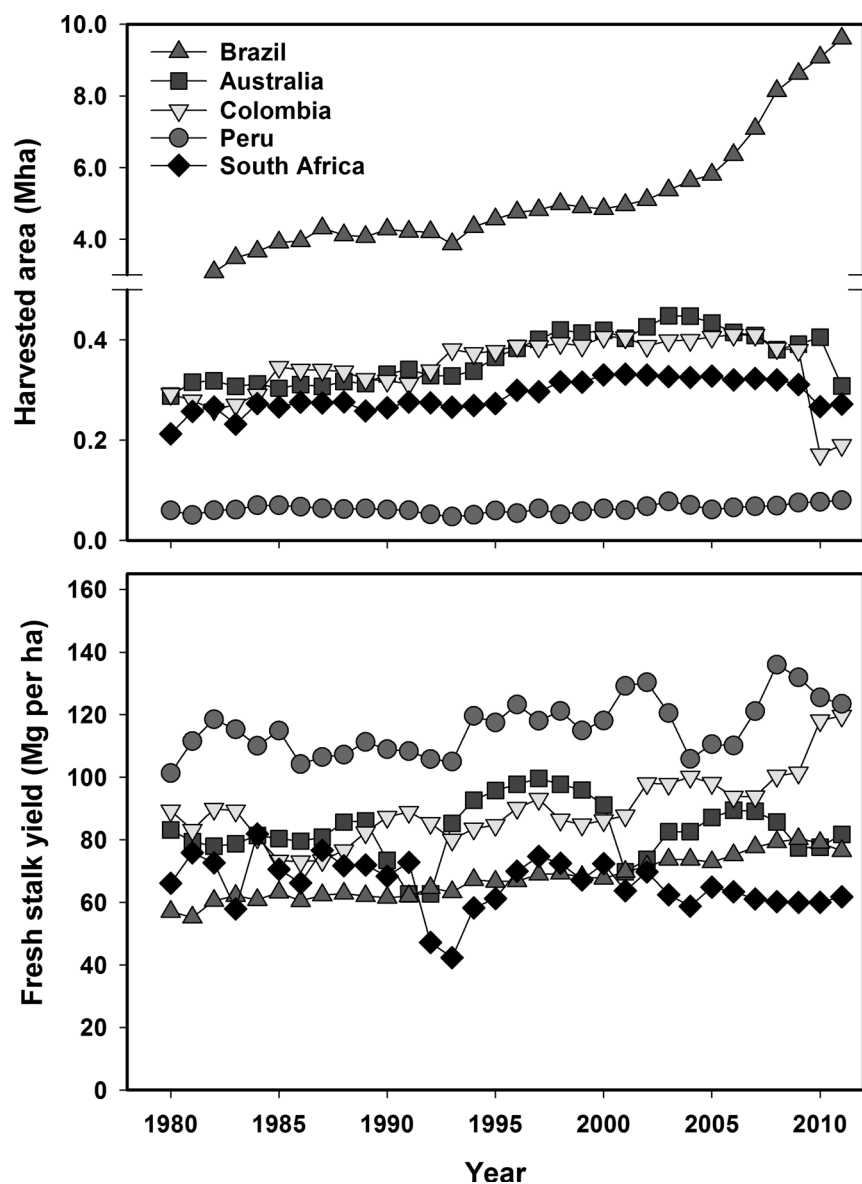 10.0
Brazil
Australia
Colombia
Peru
South Africa
8.0
6.0
4.0
0.4
0.2
0.0
Harvested area (Mha)
160
140
120
100
80
60
40
20
0
Fresh stalk yield (Mg per ha)
1980 1985 1990 1995 2000 2005 2010
Year